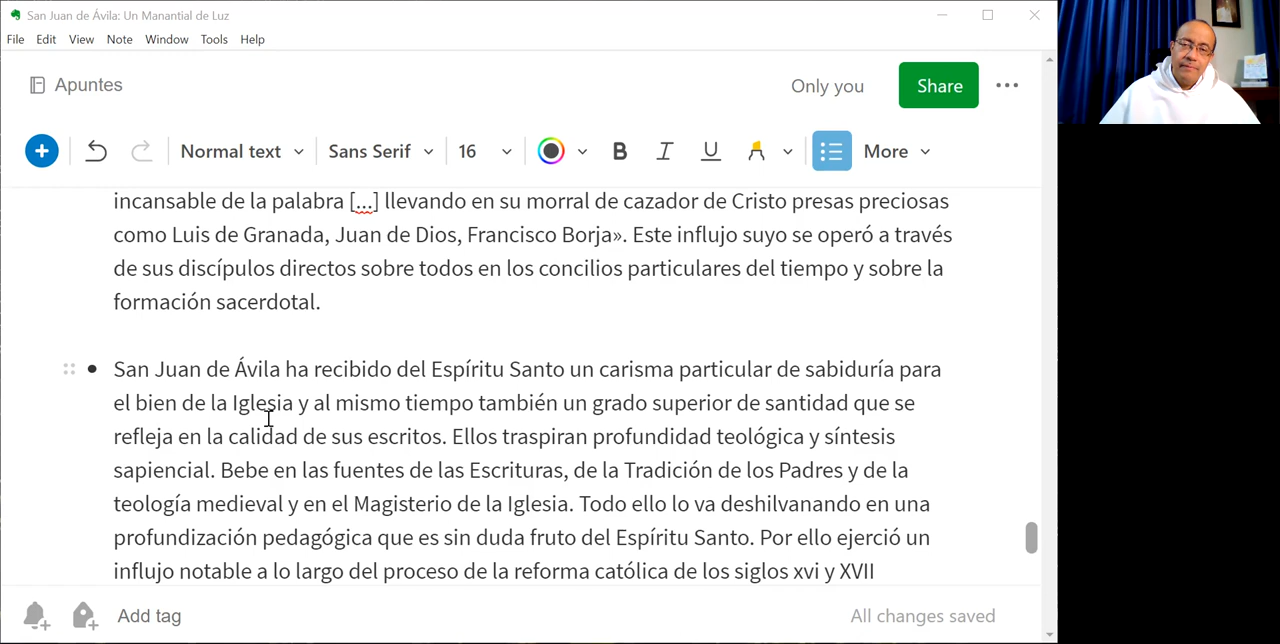 San Juan de Ávila: Un Manantial de Luz
File Edit View Note Window Tools Help
Apuntes Only you Share
Normal text Sans Serif 16 B I U More
incansable de la palabra [...] llevando en su morral de cazador de Cristo presas preciosas
como Luis de Granada, Juan de Dios, Francisco Borja». Este influjo suyo se operó a través
de sus discípulos directos sobre todos en los concilios particulares del tiempo y sobre la
formación sacerdotal.
• San Juan de Ávila ha recibido del Espíritu Santo un carisma particular de sabiduría para
el bien de la Iglesia y al mismo tiempo también un grado superior de santidad que se
refleja en la calidad de sus escritos. Ellos traspiran profundidad teológica y síntesis
sapiencial. Bebe en las fuentes de las Escrituras, de la Tradición de los Padres y de la
teología medieval y en el Magisterio de la Iglesia. Todo ello lo va deshilvanando en una
profundización pedagógica que es sin duda fruto del Espíritu Santo. Por ello ejerció un
influjo notable a lo largo del proceso de la reforma católica de los siglos xvi y XVII
Add tag All changes saved